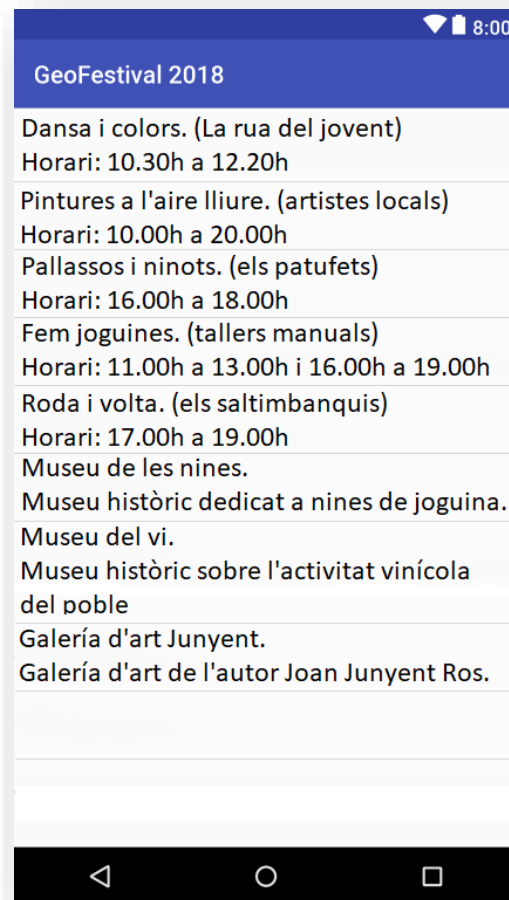 8:00
GeoFestival 2018
Dansa i colors. (La rua del jovent)
Horari: 10.30h a 12.20h
Pintures a l'aire lliure. (artistes locals)
Horari: 10.00h a 20.00h
Pallassos i ninots. (els patufets)
Horari: 16.00h a 18.00h
Fem joguines. (tallers manuals)
Horari: 11.00h a 13.00h i 16.00h a 19.00h
Roda i volta. (els saltimbanquis)
Horari: 17.00h a 19.00h
Museu de les nines.
Museu històric dedicat a nines de joguina.
Museu del vi.
Museu històric sobre l'activitat vinícola
del poble
Galería d'art Junyent.
Galería d'art de l'autor Joan Junyent Ros.